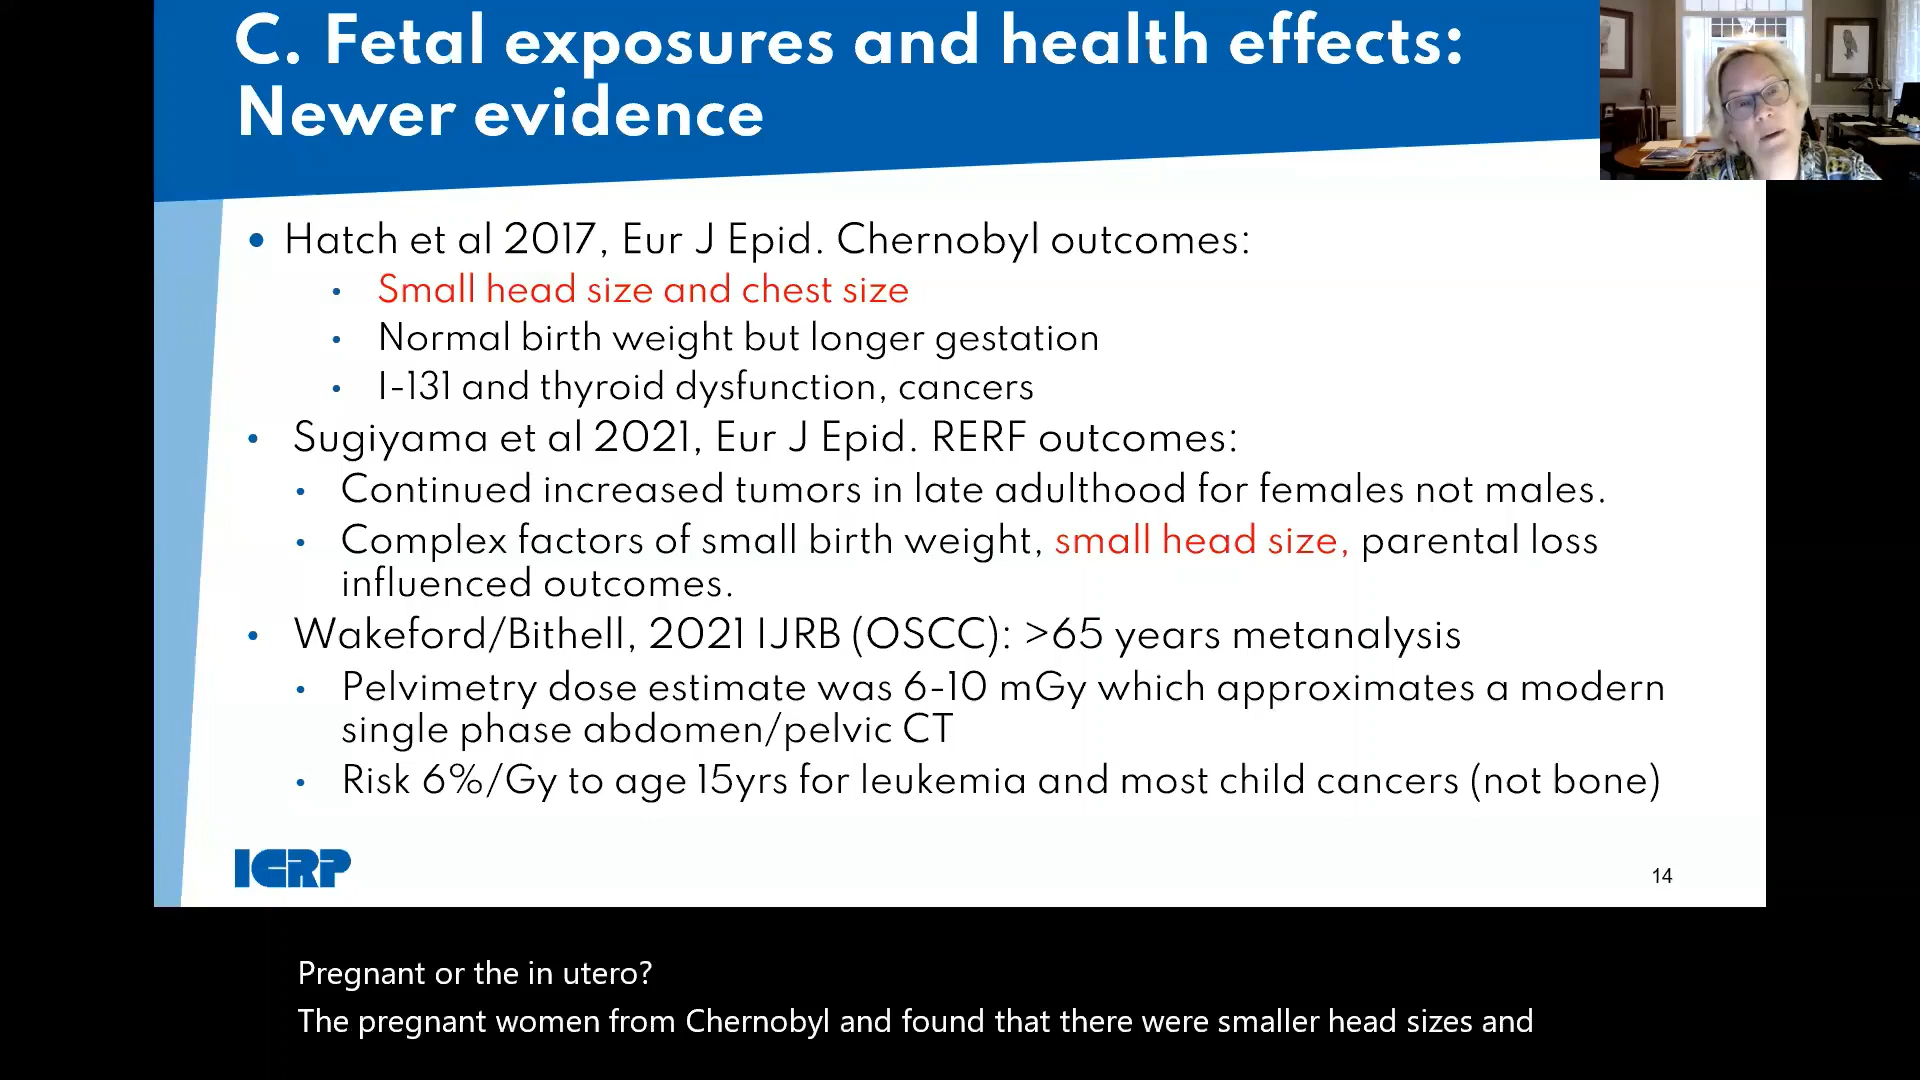 C. Fetal exposures and health effects:
Newer evidence
• Hatch et al 2017, Eur J Epid. Chernobyl outcomes:
• Small head size and chest size
• Normal birth weight but longer gestation
• I-131 and thyroid dysfunction, cancers
• Sugiyama et al 2021, Eur J Epid. RERF outcomes:
• Continued increased tumors in late adulthood for females not males.
• Complex factors of small birth weight, small head size, parental loss
influenced outcomes.
• Wakeford/Bithell, 2021 IJRB (OSCC): >65 years metanalysis
• Pelvimetry dose estimate was 6-10 mGy which approximates a modern
single phase abdomen/pelvic CT
• Risk 6%/Gy to age 15yrs for leukemia and most child cancers (not bone)
ICRP
14
Pregnant or the in utero?
The pregnant women from Chernobyl and found that there were smaller head sizes and